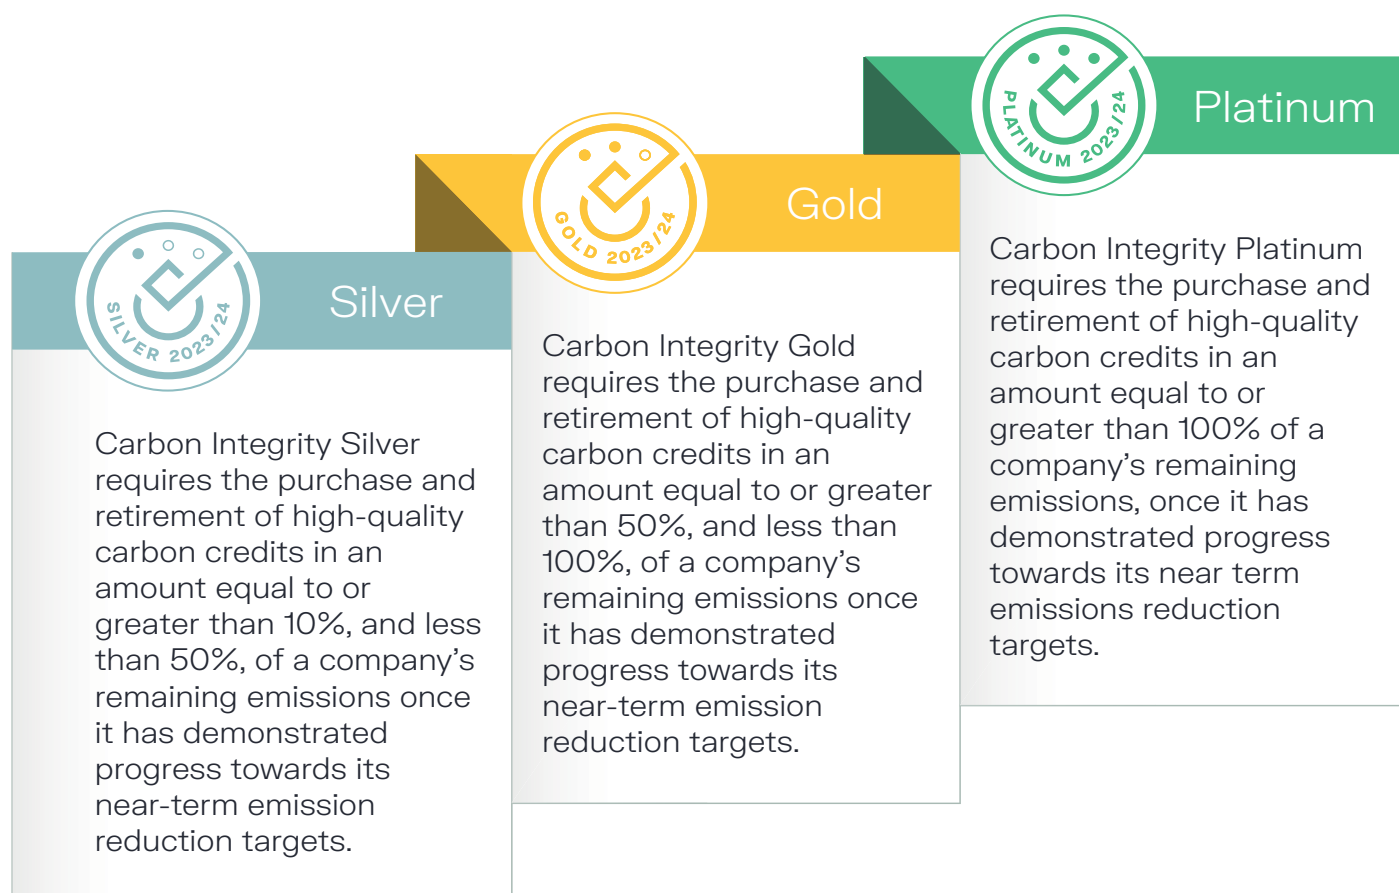 Silver
SILVER 2023/24
Carbon Integrity Silver
requires the purchase and
retirement of high-quality
carbon credits in an
amount equal to or
greater than 10%, and less
than 50%, of a company's
remaining emissions once
it has demonstrated
progress towards its
near-term emission
reduction targets.
Gold
GOLD 2023/24
Carbon Integrity Gold
requires the purchase and
retirement of high-quality
carbon credits in an
amount equal to or greater
than 50%, and less than
100%, of a company's
remaining emissions once
it has demonstrated
progress towards its
near-term emission
reduction targets.
Platinum
PLATINUM 2023/24
Carbon Integrity Platinum
requires the purchase and
retirement of high-quality
carbon credits in an
amount equal to or
greater than 100% of a
company's remaining
emissions, once it has
demonstrated progress
towards its near term
emissions reduction
targets.